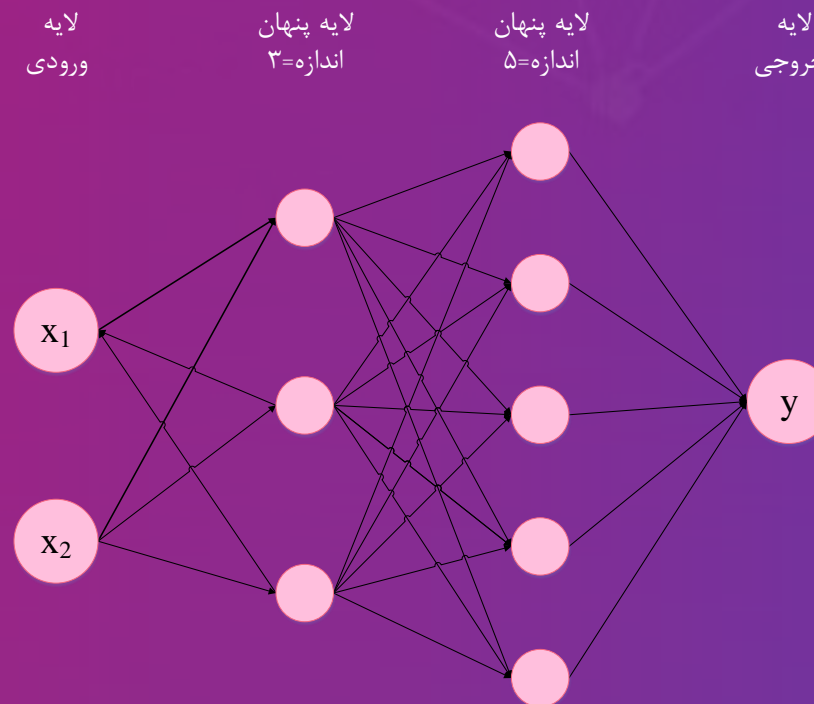 لایه
ورودی
لایه پنهان
اندازه=۳
لایه پنهان
اندازه=۵
لایه
x1
x2
y